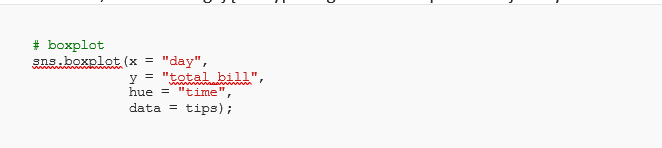 # boxplot
sns.boxplot(x = "day",
            y = "total_bill",
            hue = "time",
            data = tips);